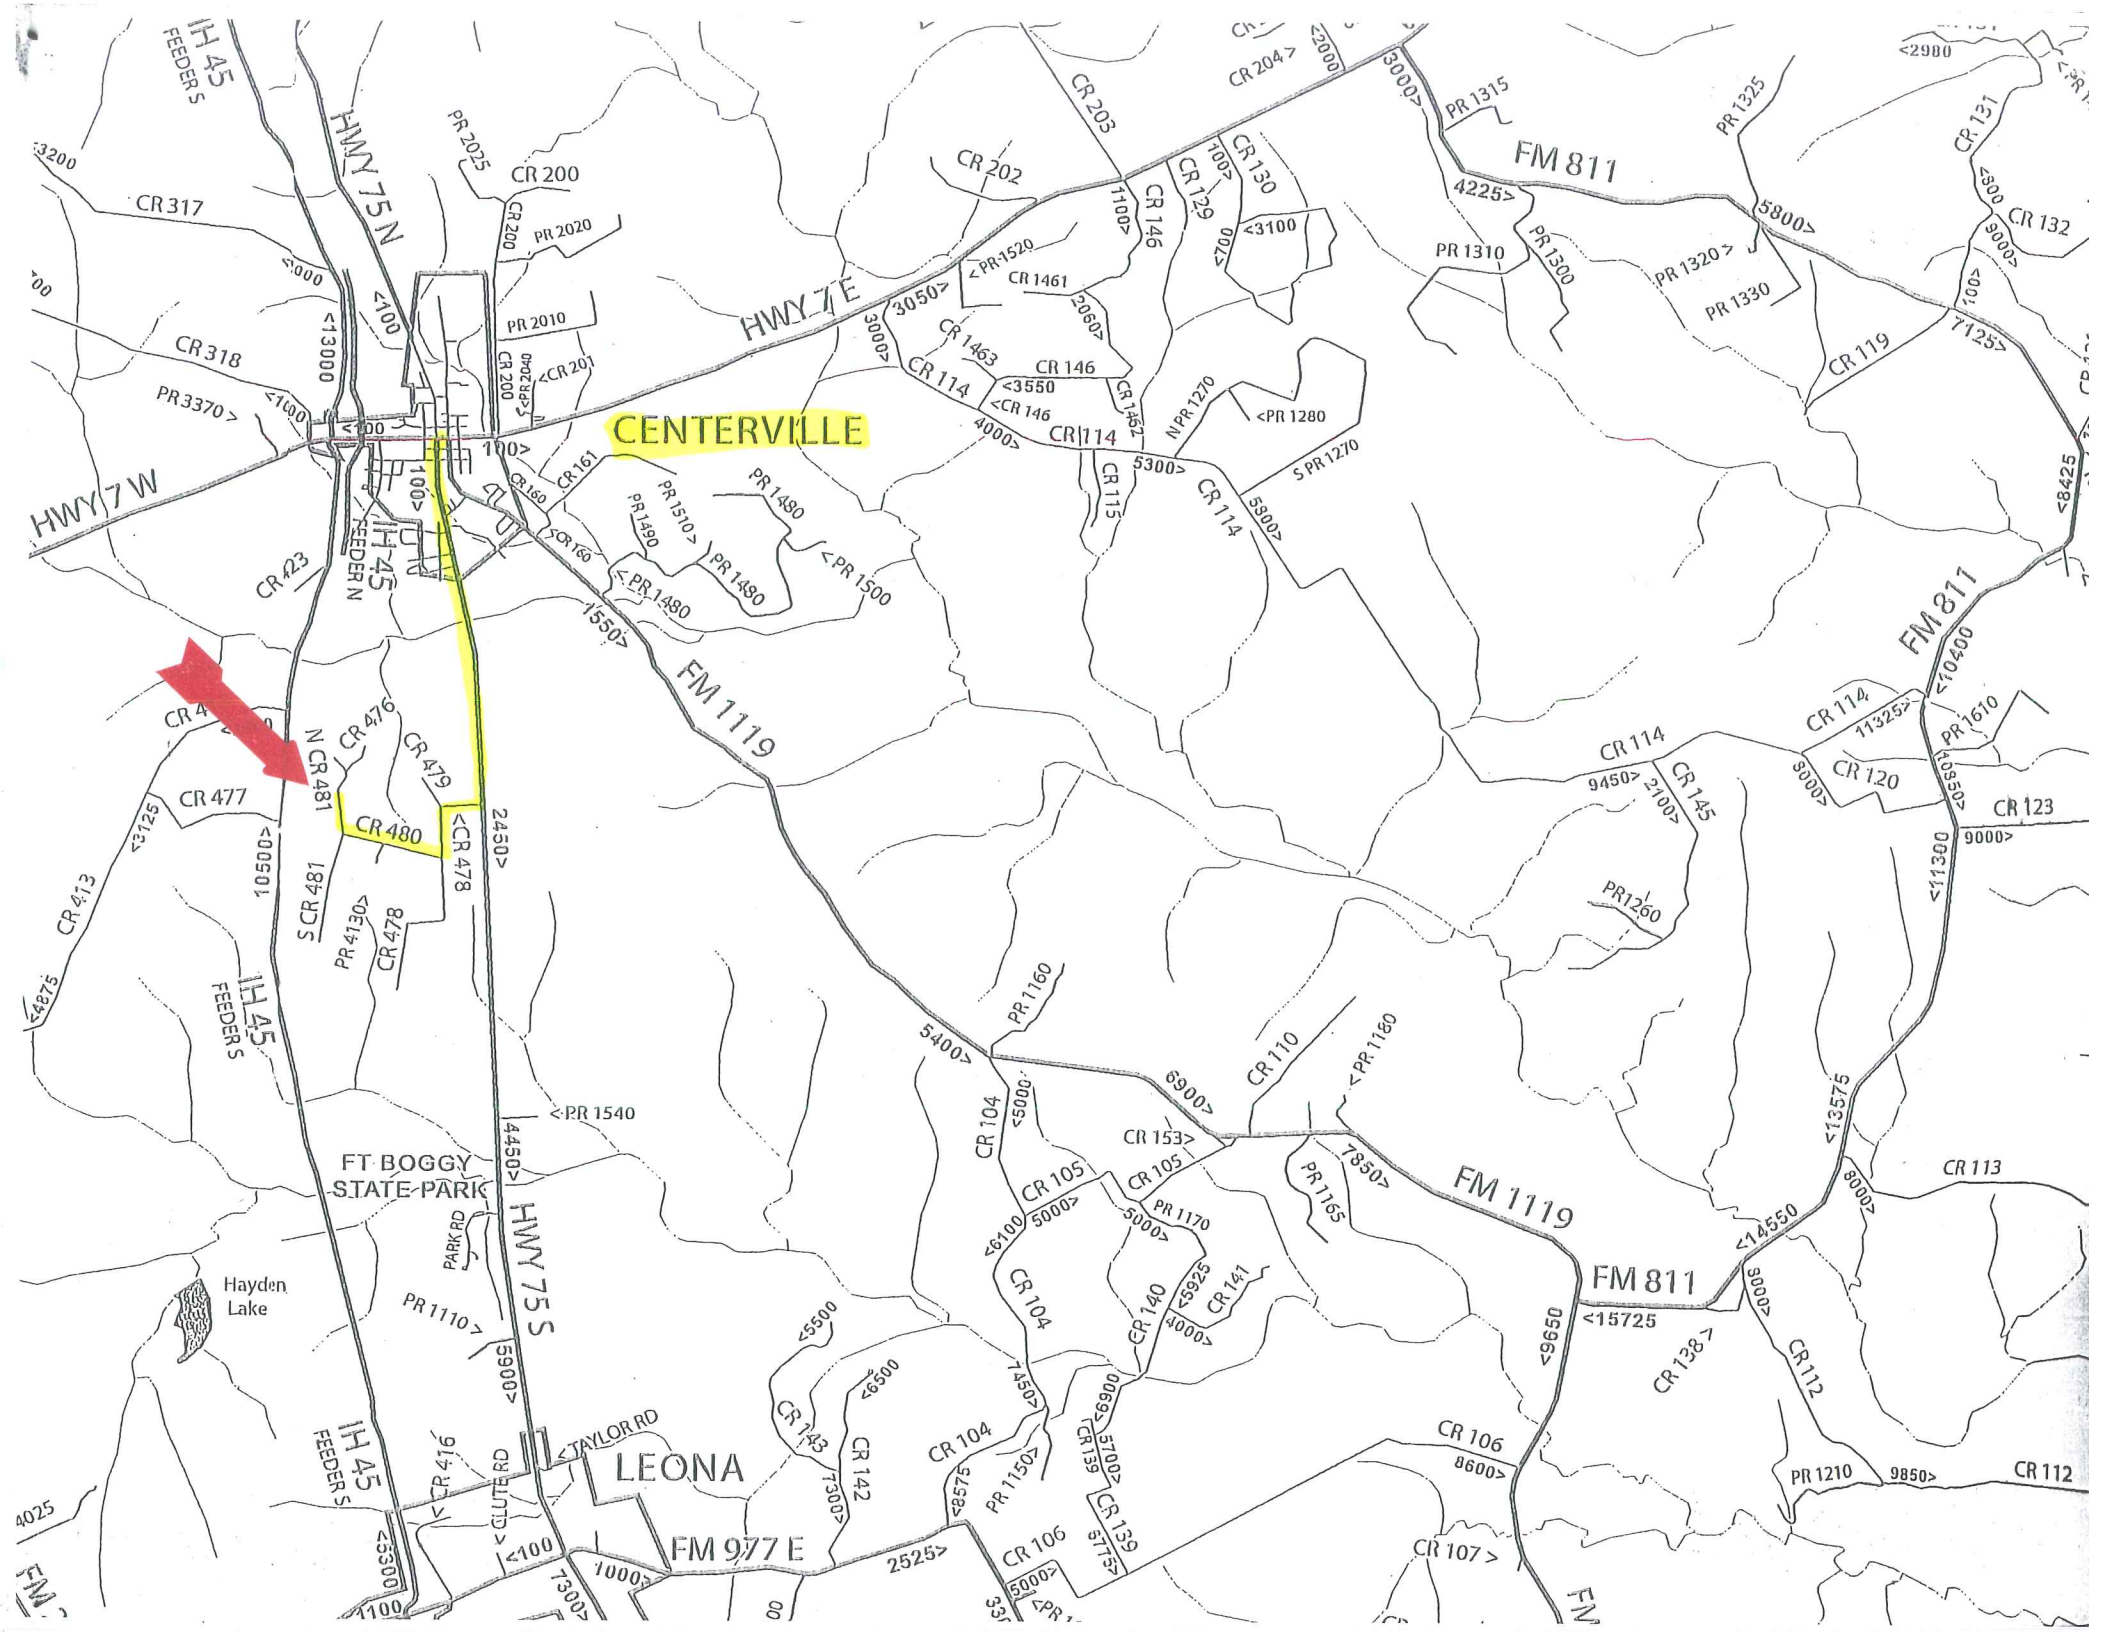 IH 45
FEEDER S
HWY 75 N
PR 2025
CR 200
CR 203
CR 204 >
<2000
3000>
PR 1315
FM 811
4225>
PR 1325
CR 131
<2980
<800
CR 132
9000>
5800>
100>
7125>
3200
CR 317
<1000
<100
CR 200
PR 2020
CR 202
1100>
CR 146
CR 129
100>
CR 130
<700
<3100
PR 1310
PR 1300
PR 1320 >
PR 1330
CR 119
< PR 1520
CR 1461
2060>
HWY 7 E
3050>
3000>
CR 318
<13000
PR 2010
CR 200
<PR 2040
<CR 201
PR 3370 >
<100
CR 1463
CR 146
<3550
<CR 146
CR 114
4000>
CR 1462
CR 114
5300>
N PR 1270
<PR 1280
S PR 1270
CR 115
CR 114
5800>
<8425
CENTERVILLE
100>
HWY 7 W
100>
CR 161
CR 160
<CR 160
PR 1490
PR 1510 >
PR 1480
PR 1480
< PR 1480
< PR 1500
CR 423
IH 45
FEEDER N
1550>
FM 1119
FM 811
<10400
CR 476
CR 479
N CR 481
CR 477
<3125
CR 480
<CR 478
2450>
10500>
S CR 481
PR 4130>
CR 478
CR 413
<4875
IH 45
FEEDER S
CR 114
9450>
CR 145
2100>
CR 114
11325>
PR 1610
8000>
CR 120
10850>
CR 123
9000>
<11300
PR1260
5400>
PR 1160
<5000
CR 104
6900>
CR 110
< PR 1180
CR 153>
7850>
<13575
<PR 1540
4450>
FT BOGGY
STATE PARK
PARK RD
HWY 75 S
CR 105
5000>
CR 105
PR 1170
5000>
<6100
CR 104
PR 1165
FM 1119
8000>
CR 113
<14550
FM 811
<15725
<9650
8000>
CR 138 >
CR 112
Hayden
Lake
PR 1110 >
5900>
<5500
<6500
CR 143
CR 142
7300>
CR 140
<5925
CR 141
4000>
7450>
<6900
5700>
CR 139
CR 104
<8575
PR 1150>
CR 139
5775>
CR 106
8600>
PR 1210
9850>
CR 112
IH 45
FEEDER S
<CR 416
CLUTE RD
<TAYLOR RD
LEONA
4025
<5300
<100
1000>
7300>
FM 977 E
2525>
CR 106
5000>
CR 107 >
1100
FM